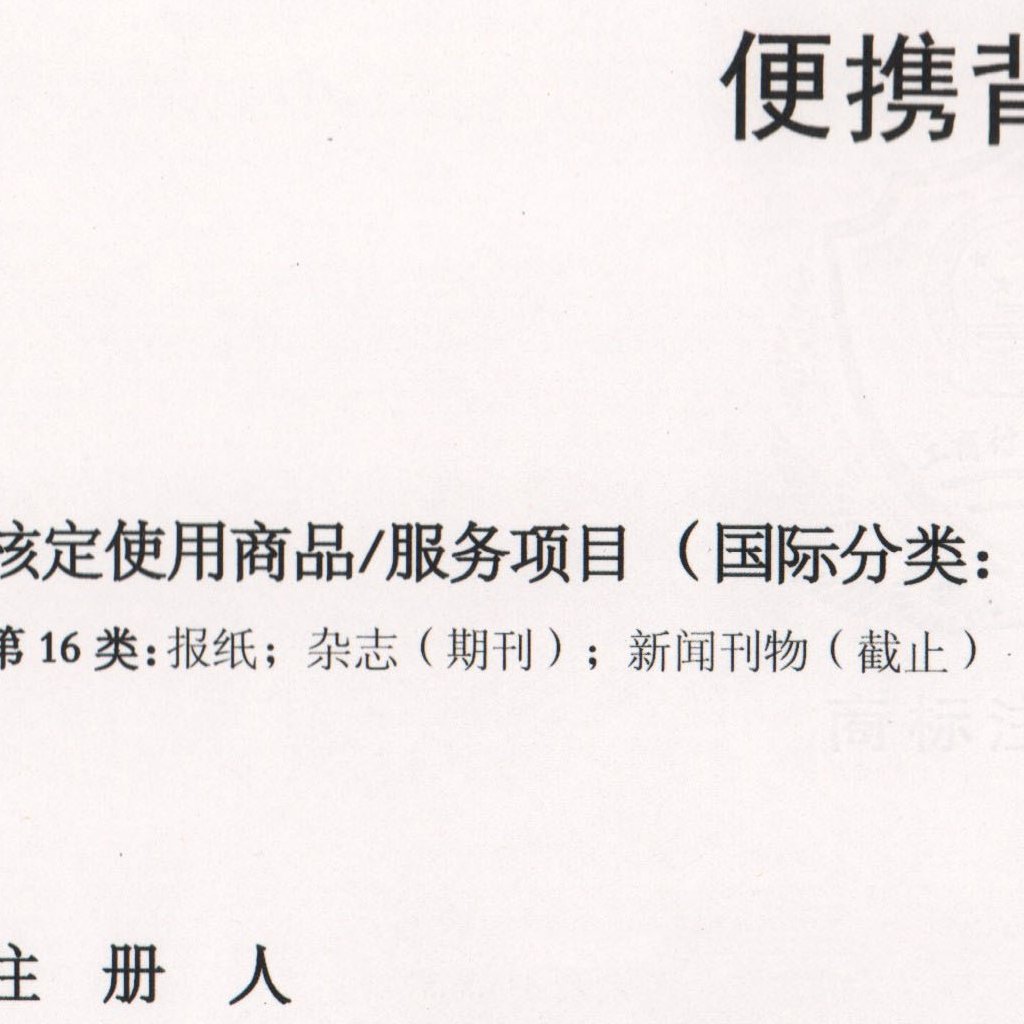 便携背
核定使用商品/服务项目（国际分类：
第 16 类:报纸；杂志（期刊）；新闻刊物（截止）
注 册 人